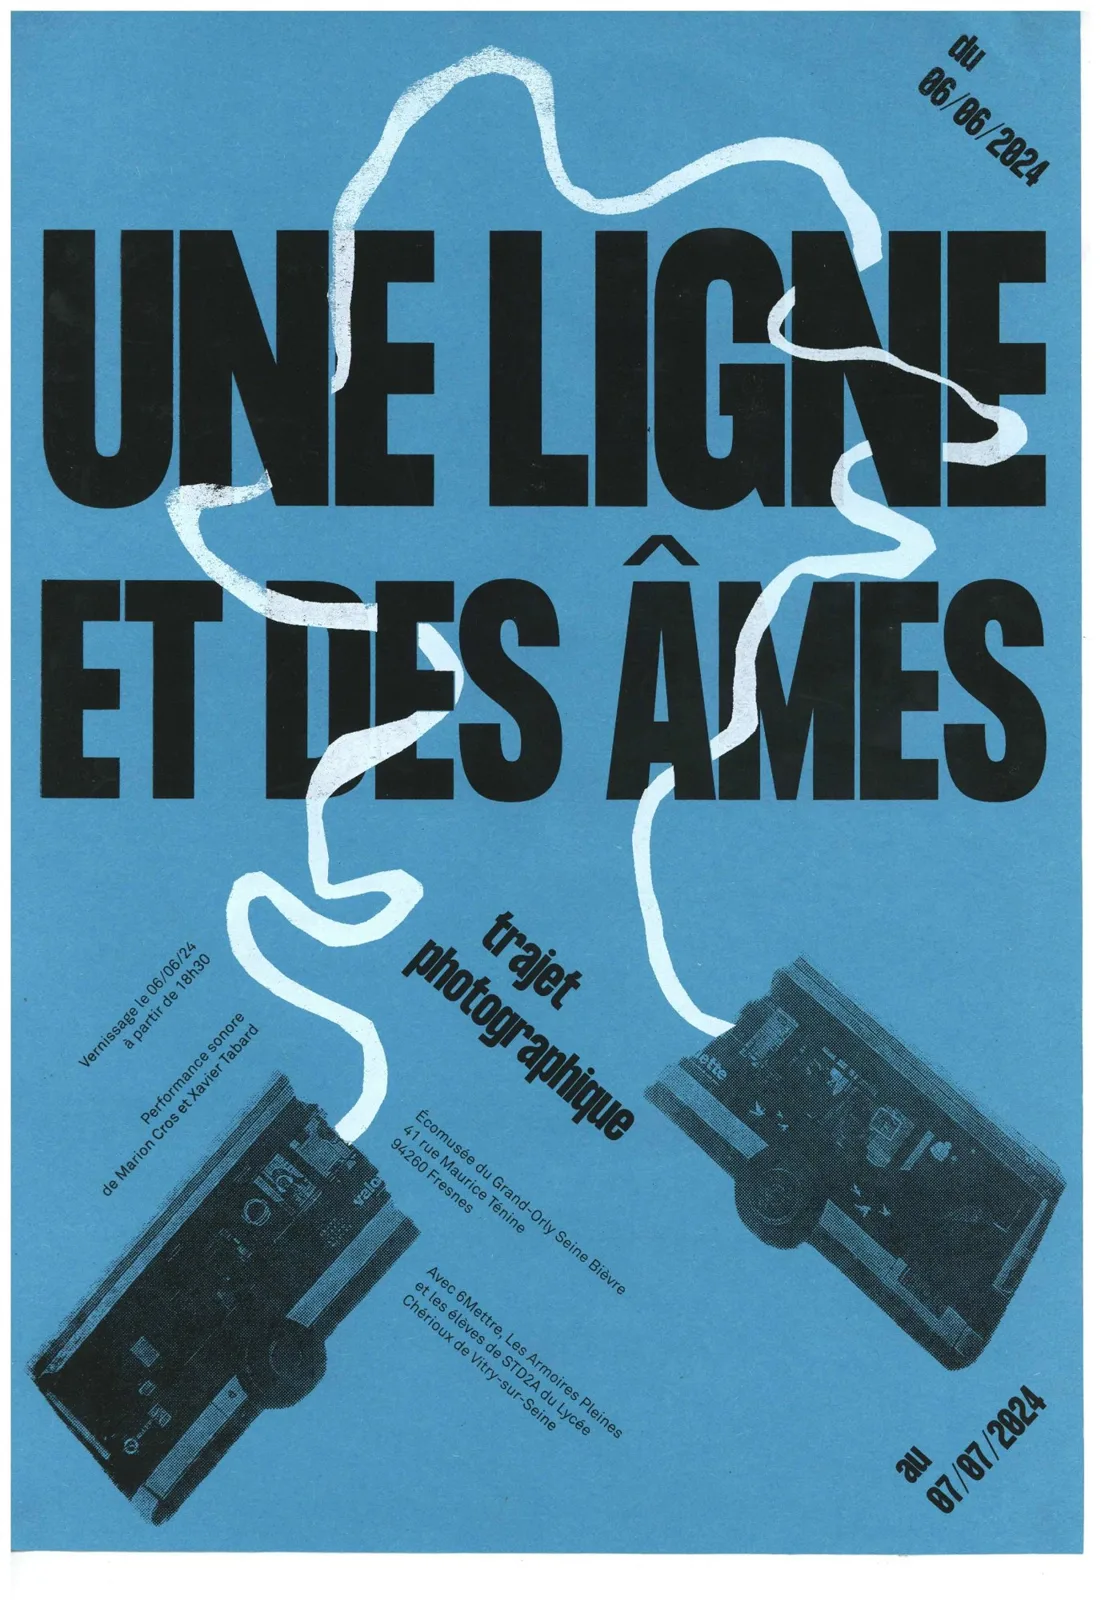 du
06/06/2024
UNE LIGNE
ET DES ÂMES
trajet
photographique
Vernissage le 06/06/24
à partir de 18h30
Performance sonore
de Marion Cros et Xavier Tabard
Écomusée du Grand-Orly Seine Bièvre
41 rue Maurice Ténine
94260 Fresnes
Avec 6Mettre, Les Armoires Pleines
et les élèves de STD2A du Lycée
Chérioux de Vitry-sur-Seine
au
07/07/2024